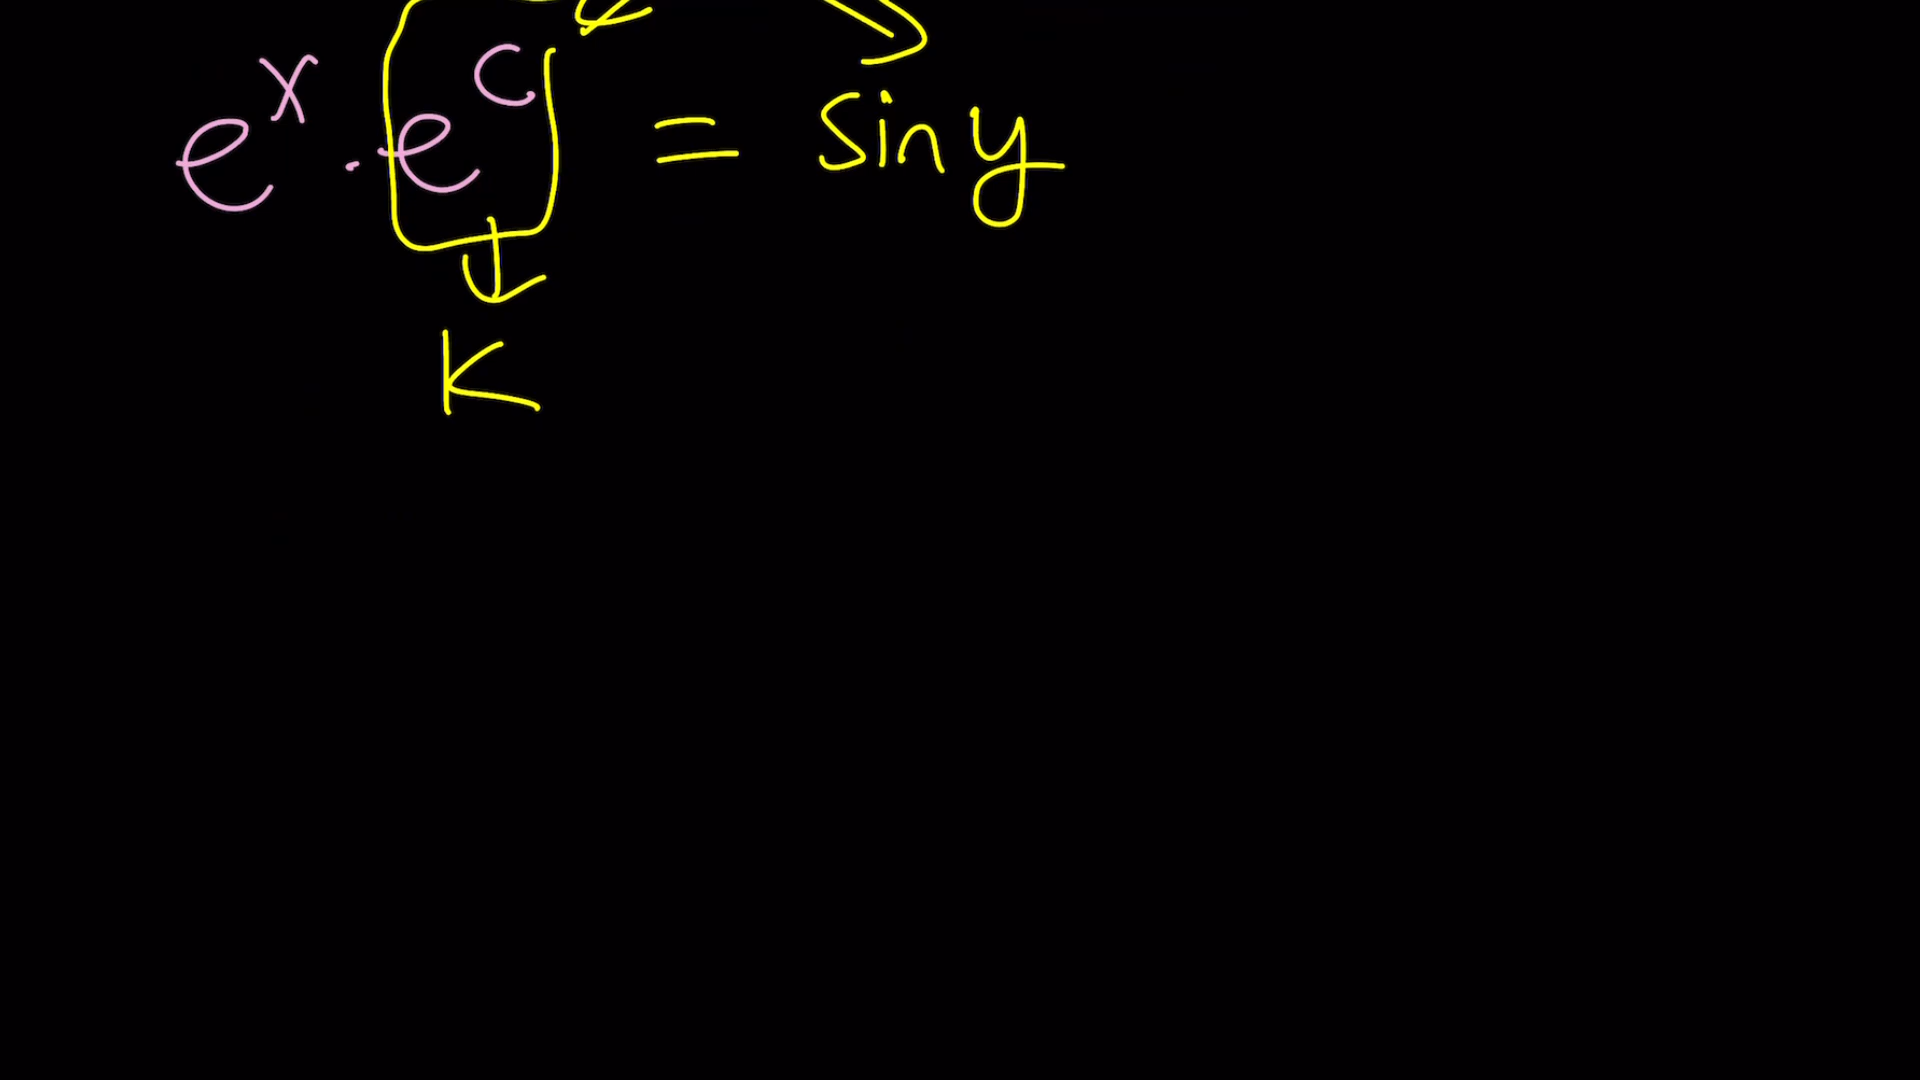 e^x · e^c = sin y
K